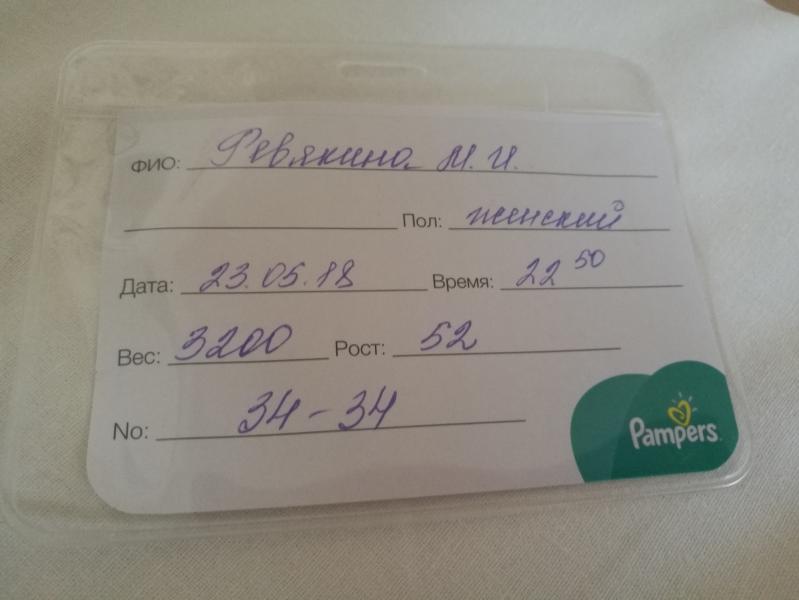 ФИО: Ревякина М.И.
Пол: женский
Дата: 23.05.18 Время: 22 50
Вес: 3200 Рост: 52
No: 34-34
Pampers